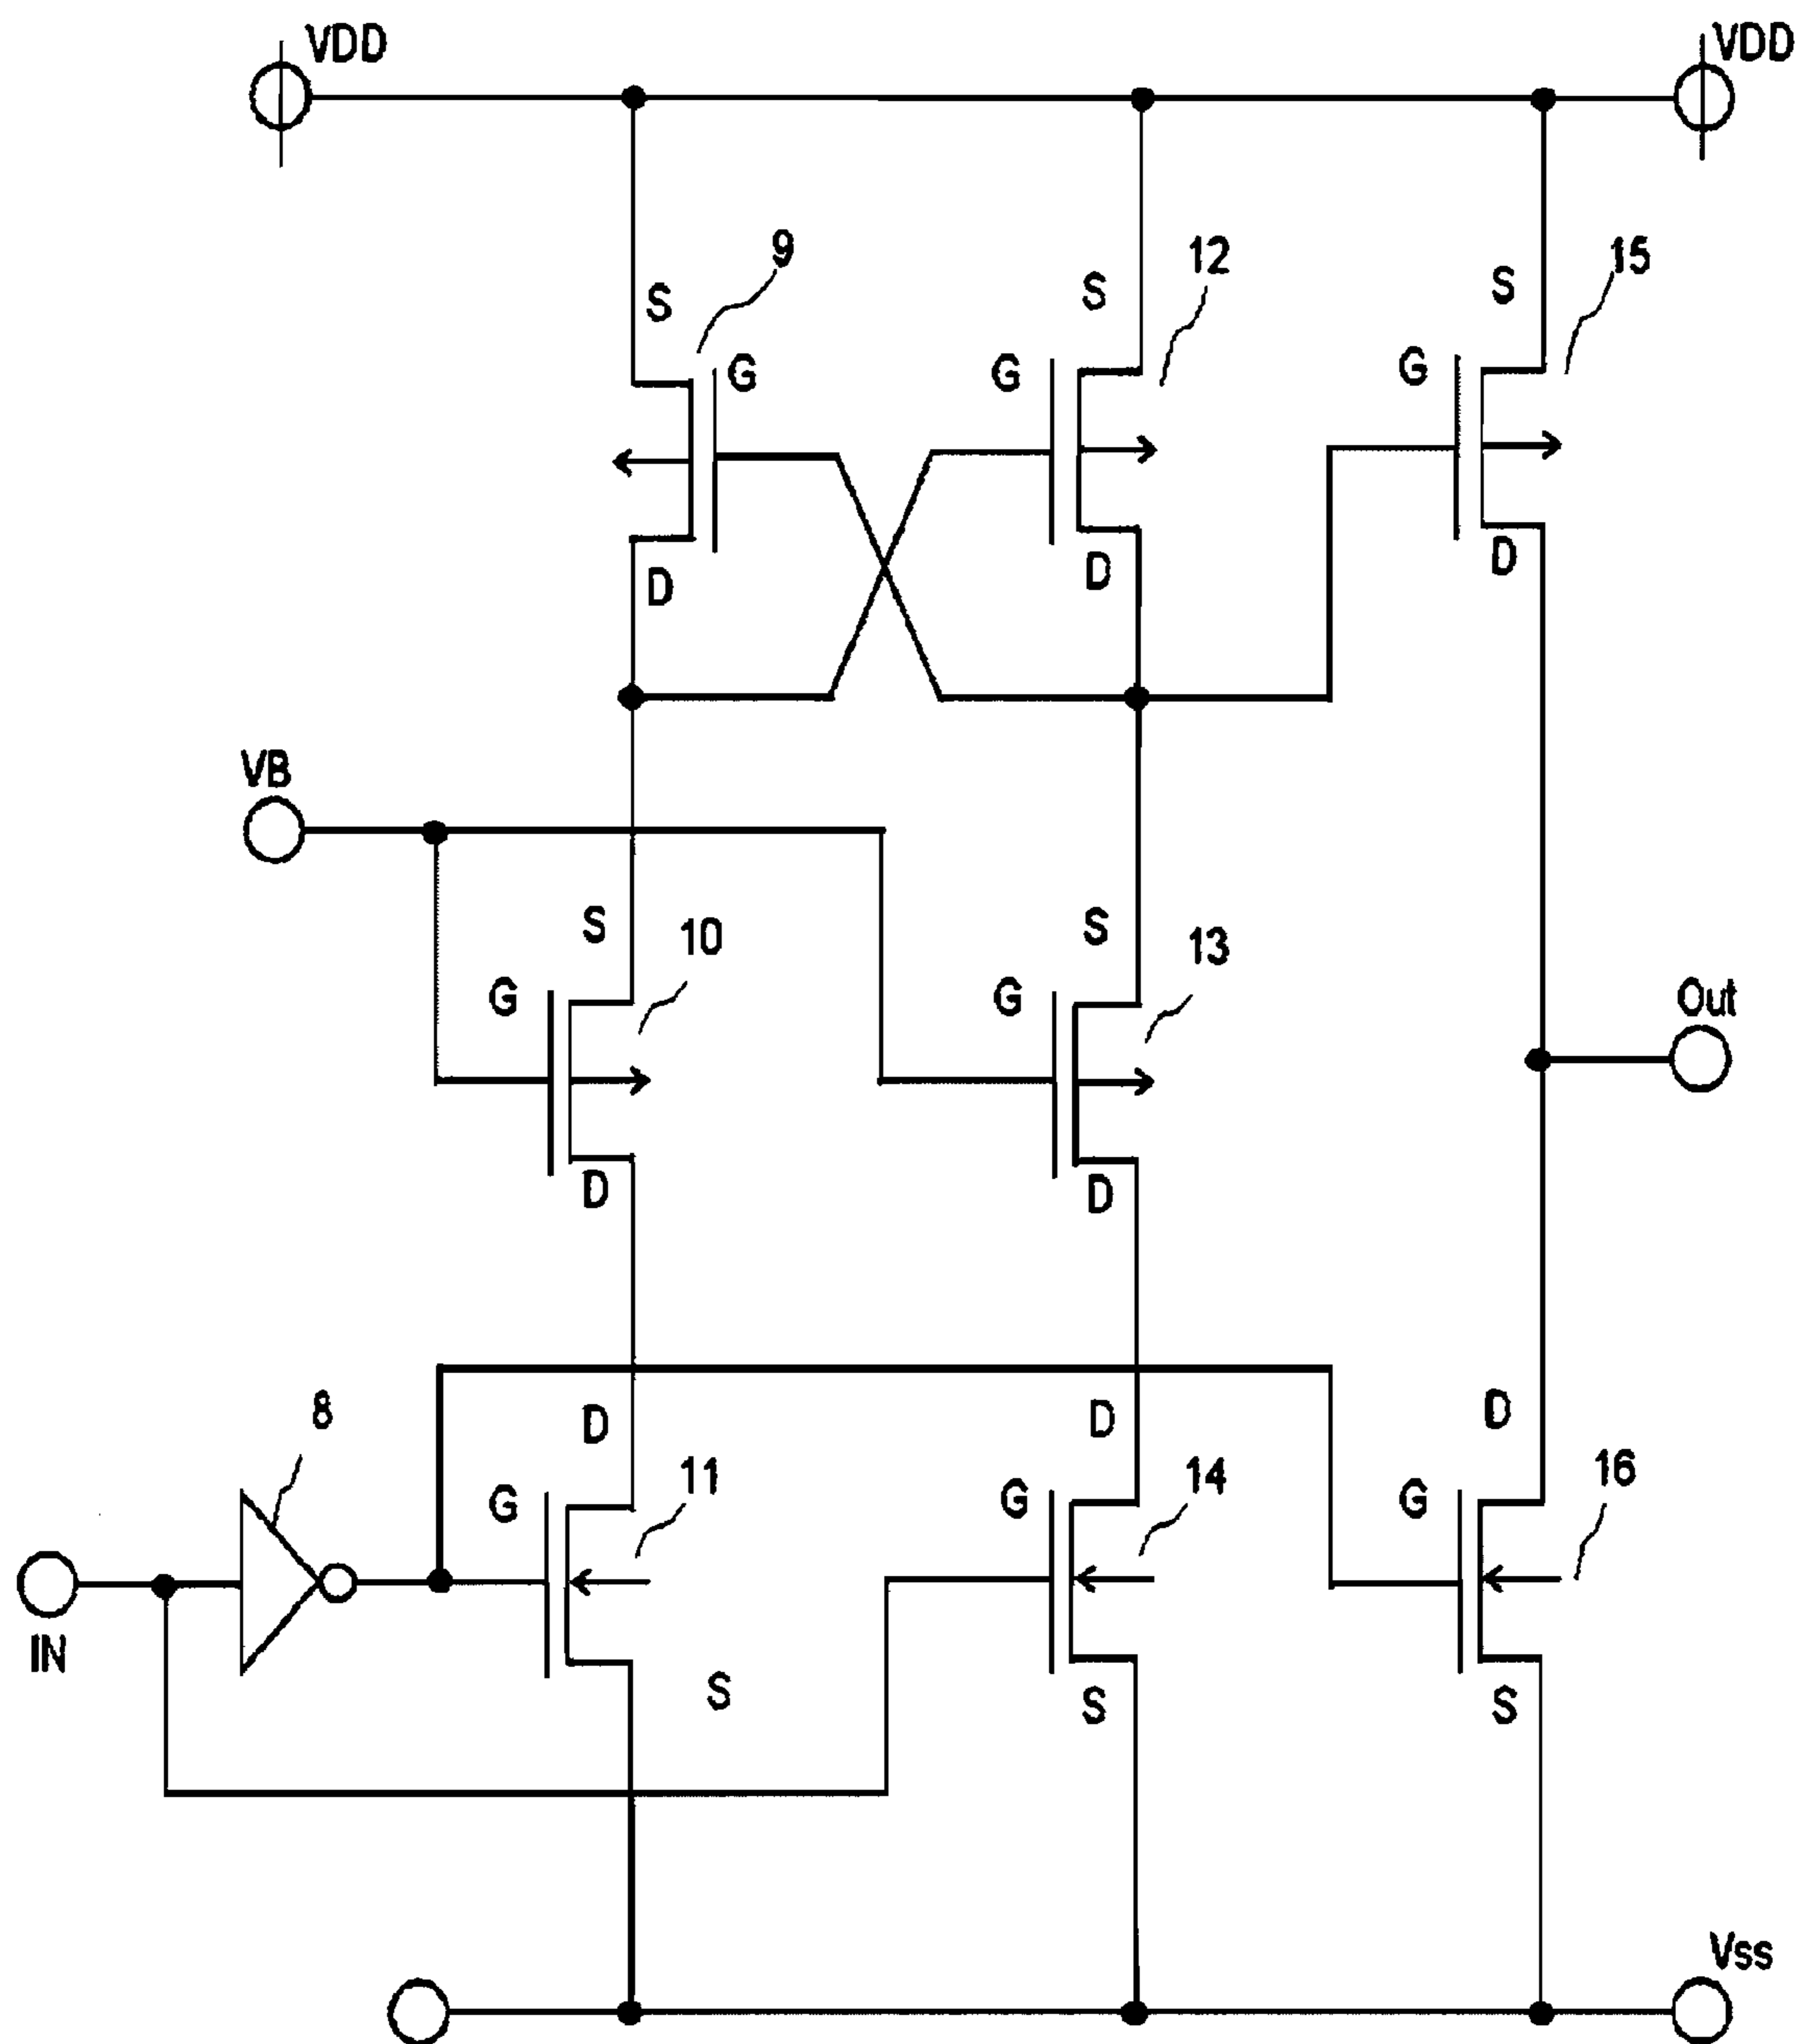 VDD VDD
9 12 15
S S S
G G G
D D D
VB
S 10 S 13
G G Out
D D
8 D D D
11 14 16
G G G
IN
S S S
Vss